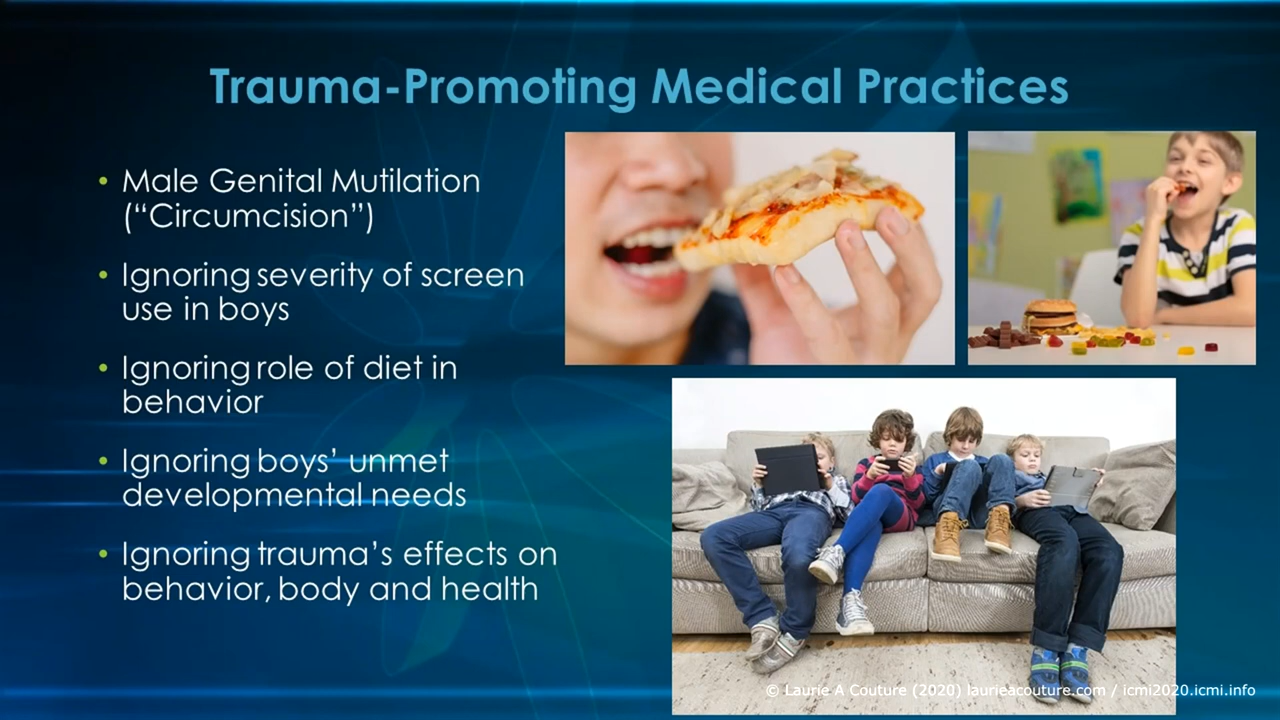 Trauma-Promoting Medical Practices
• Male Genital Mutilation
(“Circumcision”)
• Ignoring severity of screen
use in boys
• Ignoring role of diet in
behavior
• Ignoring boys’ unmet
developmental needs
• Ignoring trauma’s effects on
behavior, body and health
© Laurie A Couture (2020) laurieacouture.com / icmi2020.icmi.info